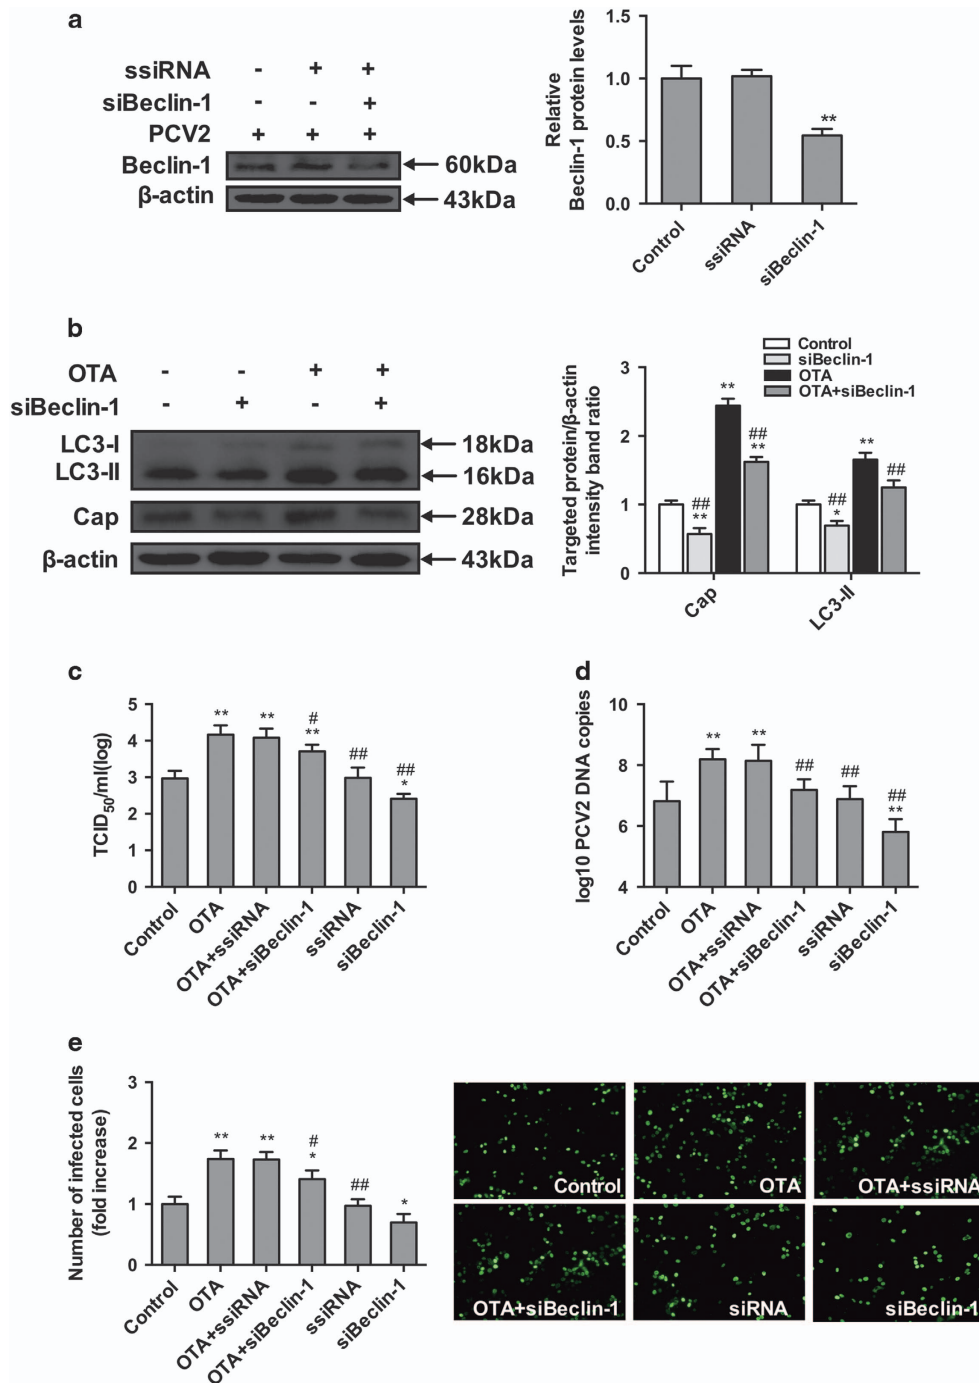 a
ssiRNA - + +
siBeclin-1 - - +
PCV2 + + +
Beclin-1 60kDa
β-actin 43kDa
Relative
Beclin-1 protein levels
1.5
1.0
0.5
0.0
**
Control
ssiRNA
siBeclin-1
b
OTA - - + +
siBeclin-1 - + - +
LC3-I 18kDa
LC3-II 16kDa
Cap 28kDa
β-actin 43kDa
Targeted protein/β-actin
intensity band ratio
3
2
1
0
Control
siBeclin-1
OTA
OTA+siBeclin-1
##
**
**
##
**
##
*
**
##
Cap
LC3-II
c
TCID50/ml(log)
5
4
3
2
1
0
**
**
#
**
##
##
*
Control
OTA
OTA+ssiRNA
OTA+siBeclin-1
ssiRNA
siBeclin-1
d
log10 PCV2 DNA copies
10
8
6
4
**
**
##
##
##
**
Control
OTA
OTA+ssiRNA
OTA+siBeclin-1
ssiRNA
siBeclin-1
e
Number of infected cells
(fold increase)
3
2
1
0
**
**
#
*
##
*
Control
OTA
OTA+ssiRNA
OTA+siBeclin-1
ssiRNA
siBeclin-1
Control
OTA
OTA+ssiRNA
OTA+siBeclin-1
siRNA
siBeclin-1